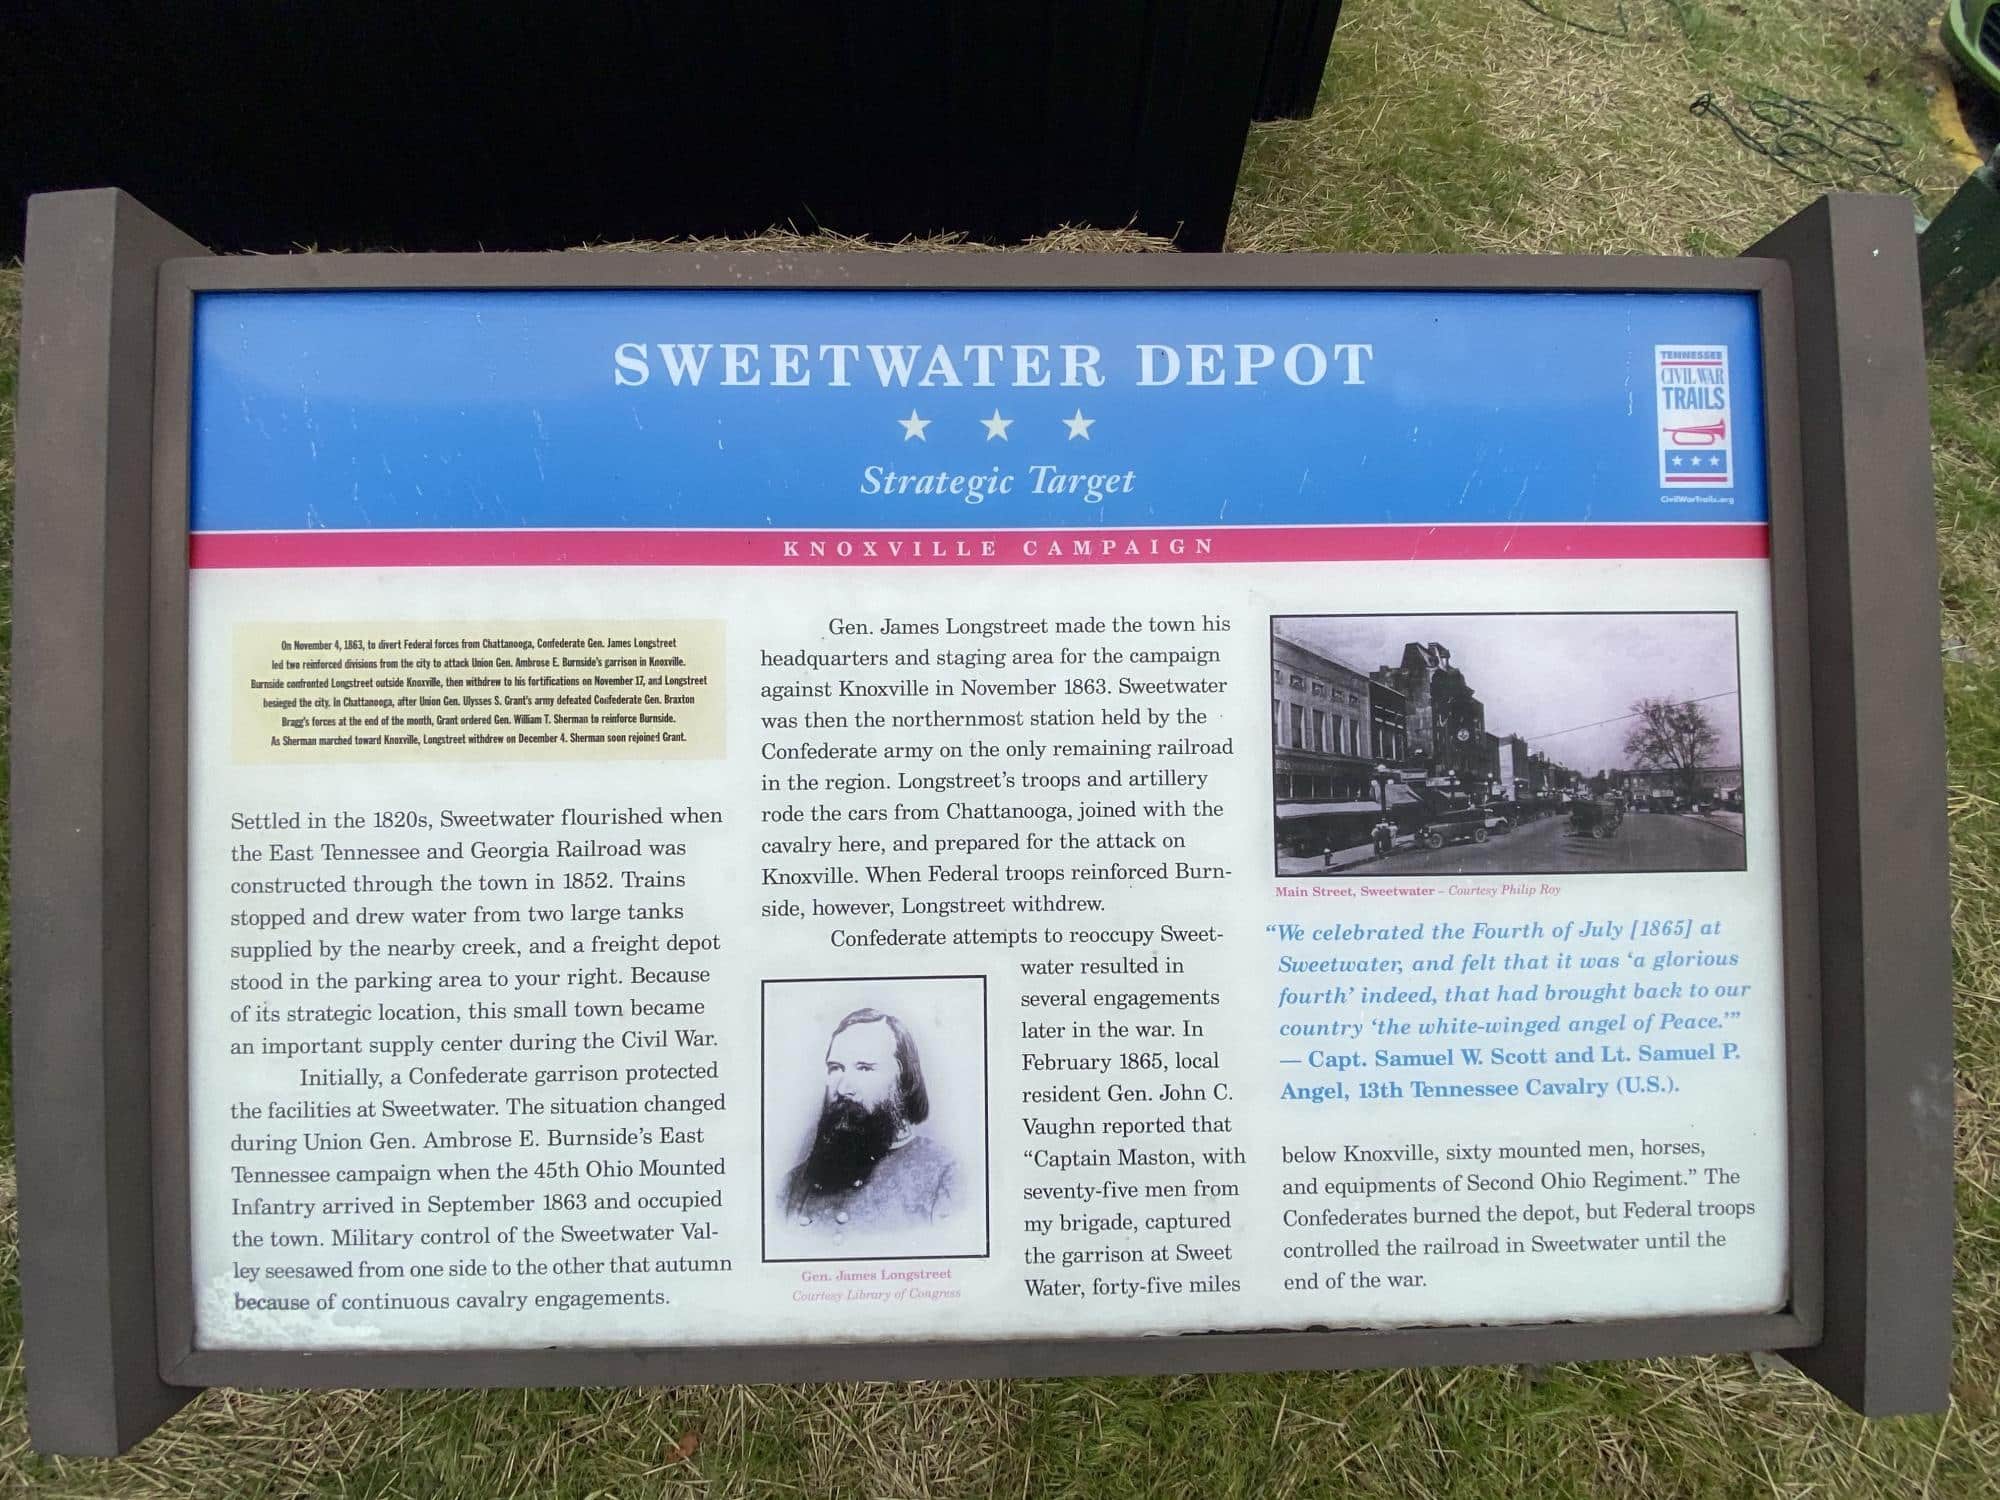 SWEETWATER DEPOT
Strategic Target
TENNESSEE
CIVIL WAR
TRAILS
CivilWarTrails.org
KNOXVILLE CAMPAIGN
On November 4, 1863, to divert Federal forces from Chattanooga, Confederate Gen. James Longstreet
led two reinforced divisions from the city to attack Union Gen. Ambrose E. Burnside's garrison in Knoxville.
Burnside confronted Longstreet outside Knoxville, then withdrew to his fortifications on November 17, and Longstreet
besieged the city. In Chattanooga, after Union Gen. Ulysses S. Grant's army defeated Confederate Gen. Braxton
Bragg's forces at the end of the month, Grant ordered Gen. William T. Sherman to reinforce Burnside.
As Sherman marched toward Knoxville, Longstreet withdrew on December 4. Sherman soon rejoined Grant.
Settled in the 1820s, Sweetwater flourished when
the East Tennessee and Georgia Railroad was
constructed through the town in 1852. Trains
stopped and drew water from two large tanks
supplied by the nearby creek, and a freight depot
stood in the parking area to your right. Because
of its strategic location, this small town became
an important supply center during the Civil War.
Initially, a Confederate garrison protected
the facilities at Sweetwater. The situation changed
during Union Gen. Ambrose E. Burnside's East
Tennessee campaign when the 45th Ohio Mounted
Infantry arrived in September 1863 and occupied
the town. Military control of the Sweetwater Val-
ley seesawed from one side to the other that autumn
because of continuous cavalry engagements.
Gen. James Longstreet made the town his
headquarters and staging area for the campaign
against Knoxville in November 1863. Sweetwater
was then the northernmost station held by the
Confederate army on the only remaining railroad
in the region. Longstreet's troops and artillery
rode the cars from Chattanooga, joined with the
cavalry here, and prepared for the attack on
Knoxville. When Federal troops reinforced Burn-
side, however, Longstreet withdrew.
Confederate attempts to reoccupy Sweet-
water resulted in
several engagements
later in the war. In
February 1865, local
resident Gen. John C.
Vaughn reported that
"Captain Maston, with
seventy-five men from
my brigade, captured
the garrison at Sweet
Water, forty-five miles
Gen. James Longstreet
Courtesy Library of Congress
Main Street, Sweetwater – Courtesy Philip Roy
"We celebrated the Fourth of July [1865] at
Sweetwater, and felt that it was 'a glorious
fourth' indeed, that had brought back to our
country 'the white-winged angel of Peace.'"
— Capt. Samuel W. Scott and Lt. Samuel P.
Angel, 13th Tennessee Cavalry (U.S.).
below Knoxville, sixty mounted men, horses,
and equipments of Second Ohio Regiment." The
Confederates burned the depot, but Federal troops
controlled the railroad in Sweetwater until the
end of the war.